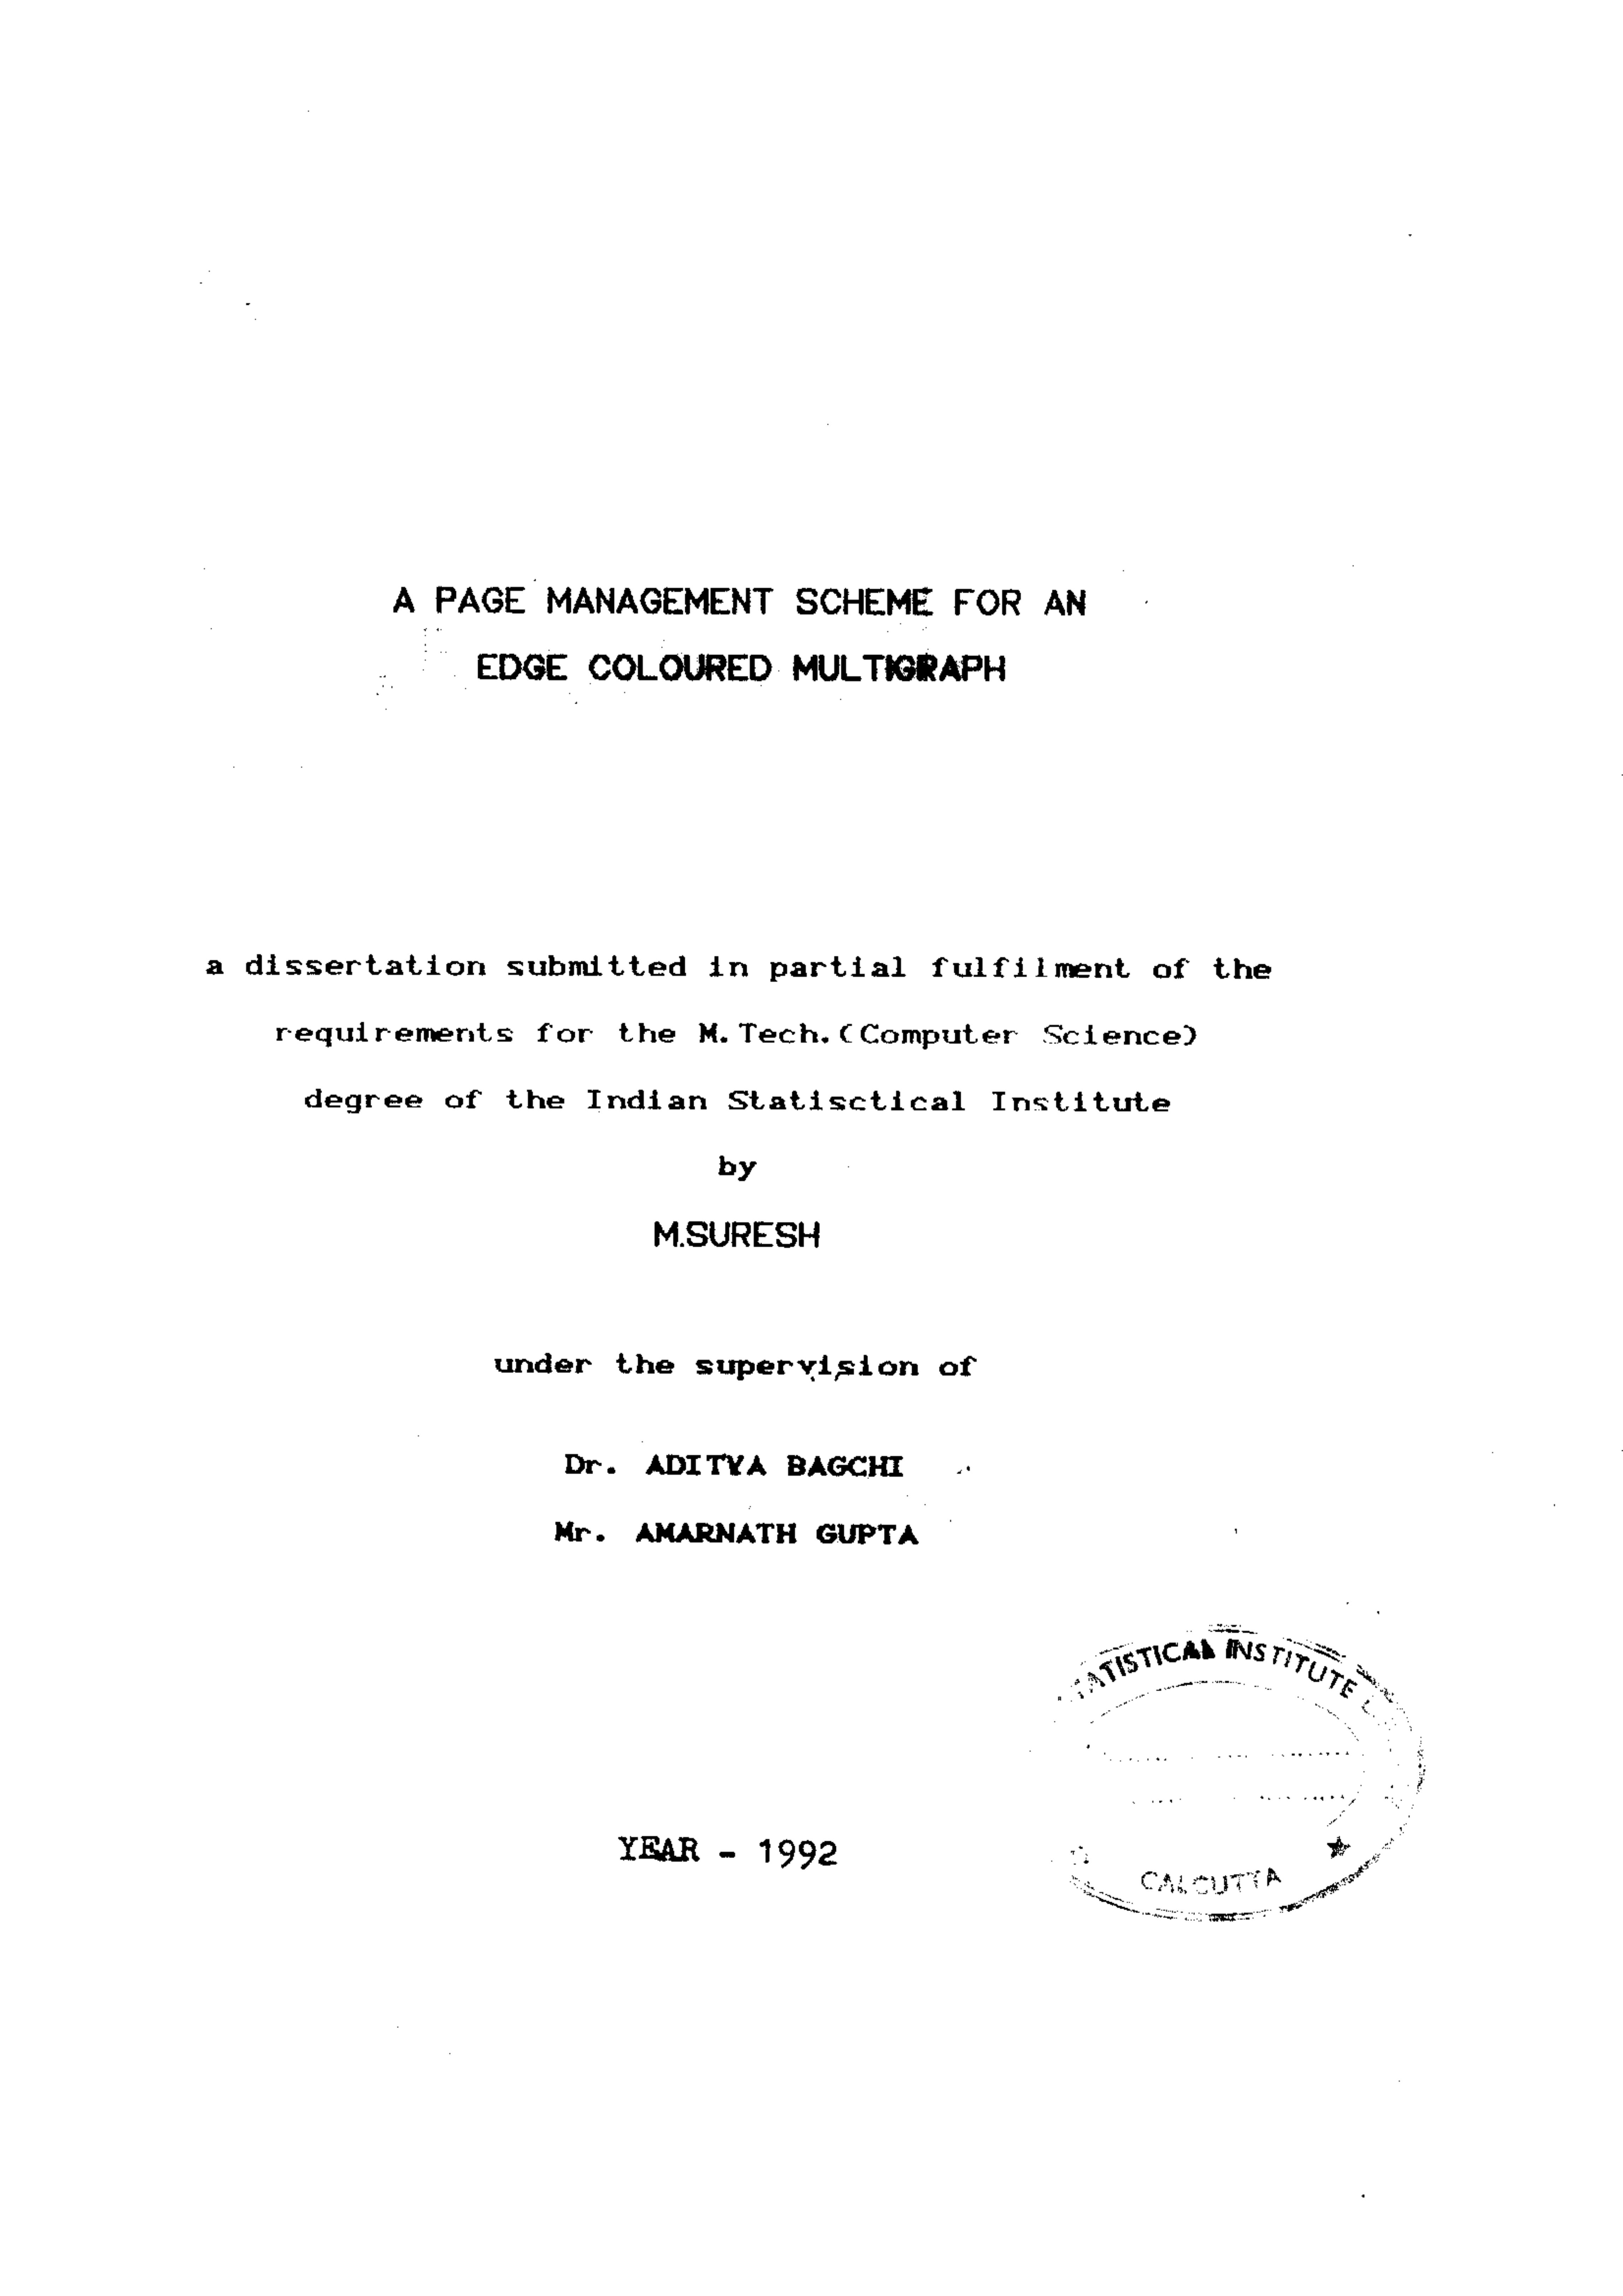 A PAGE MANAGEMENT SCHEME FOR AN
EDGE COLOURED MULTIGRAPH
a dissertation submitted in partial fulfilment of the
requirements for the M.Tech.(Computer Science)
degree of the Indian Statisctical Institute
by
M.SURESH
under the supervision of
Dr. ADITYA BAGCHI
Mr. AMARNATH GUPTA
INSTITUTE
CALCUTTA
YEAR - 1992